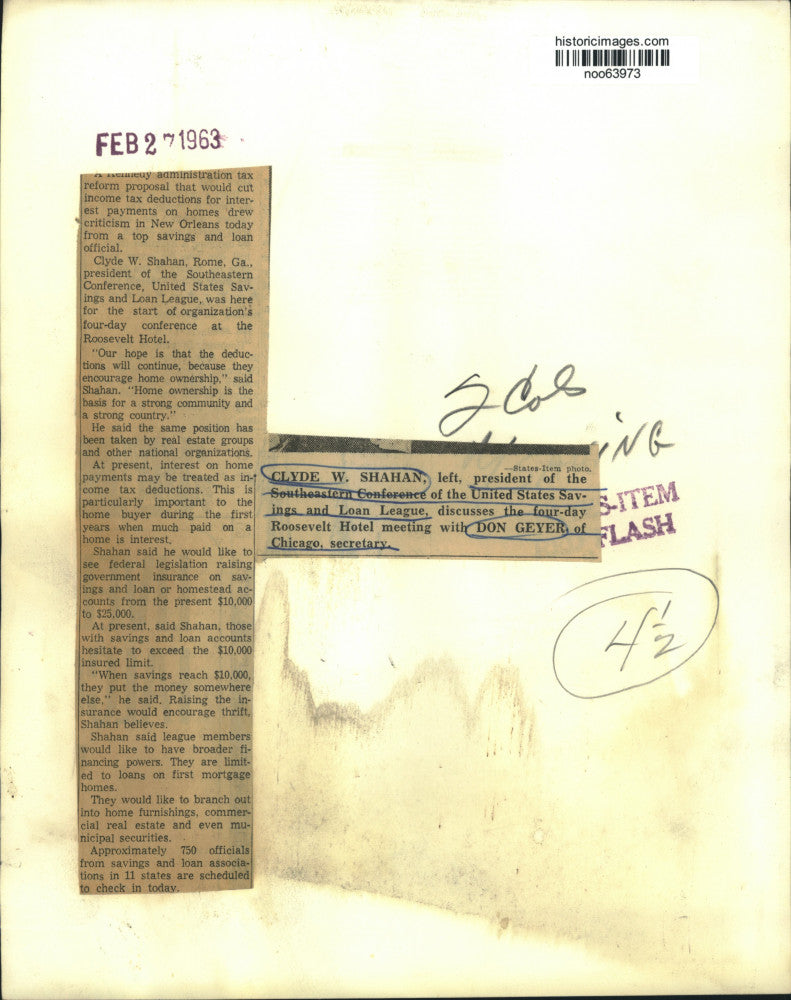 historicimages.com
noo63973
FEB 27 1963
A Kennedy administration tax
reform proposal that would cut
income tax deductions for inter-
est payments on homes drew
criticism in New Orleans today
from a top savings and loan
official.
Clyde W. Shahan, Rome, Ga.,
president of the Southeastern
Conference, United States Sav-
ings and Loan League, was here
for the start of organization's
four-day conference at the
Roosevelt Hotel.
"Our hope is that the deduc-
tions will continue, because they
encourage home ownership," said
Shahan. "Home ownership is the
basis for a strong community and
a strong country."
He said the same position has
been taken by real estate groups
and other national organizations.
At present, interest on home
payments may be treated as in-
come tax deductions. This is
particularly important to the
home buyer during the first
years when much paid on a
home is interest.
Shahan said he would like to
see federal legislation raising
government insurance on sav-
ings and loan or homestead ac-
counts from the present $10,000
to $25,000.
At present, said Shahan, those
with savings and loan accounts
hesitate to exceed the $10,000
insured limit.
"When savings reach $10,000,
they put the money somewhere
else," he said. Raising the in-
surance would encourage thrift,
Shahan believes.
Shahan said league members
would like to have broader fi-
nancing powers. They are limit-
ed to loans on first mortgage
homes.
They would like to branch out
into home furnishings, commer-
cial real estate and even mu-
nicipal securities.
Approximately 750 officials
from savings and loan associa-
tions in 11 states are scheduled
to check in today.
2 Cols
ING
—States-Item photo.
CLYDE W. SHAHAN, left, president of the
Southeastern Conference of the United States Sav-
ings and Loan League, discusses the four-day
Roosevelt Hotel meeting with DON GEYER, of
Chicago, secretary.
S-ITEM
FLASH
4 1/2